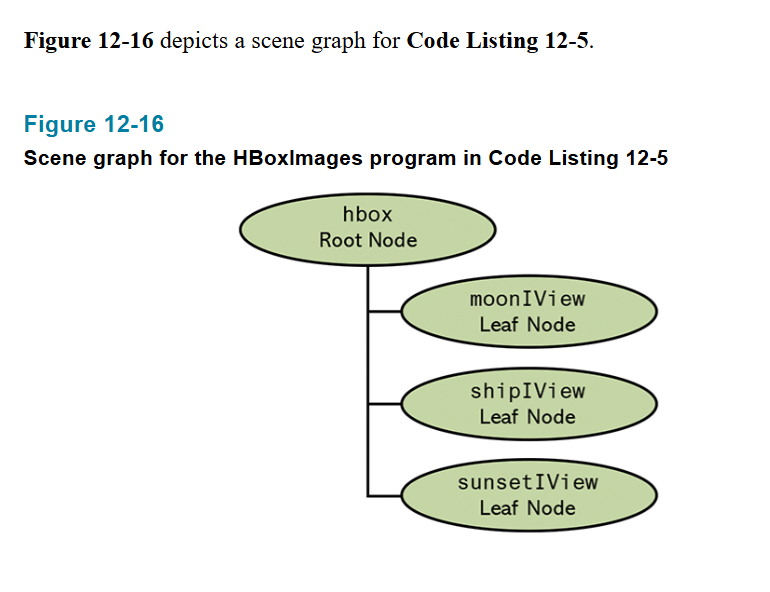 Figure 12-16 depicts a scene graph for Code Listing 12-5.
Figure 12-16
Scene graph for the HBoxImages program in Code Listing 12-5
hbox
Root Node
moonIView
Leaf Node
shipIView
Leaf Node
sunsetIView
Leaf Node